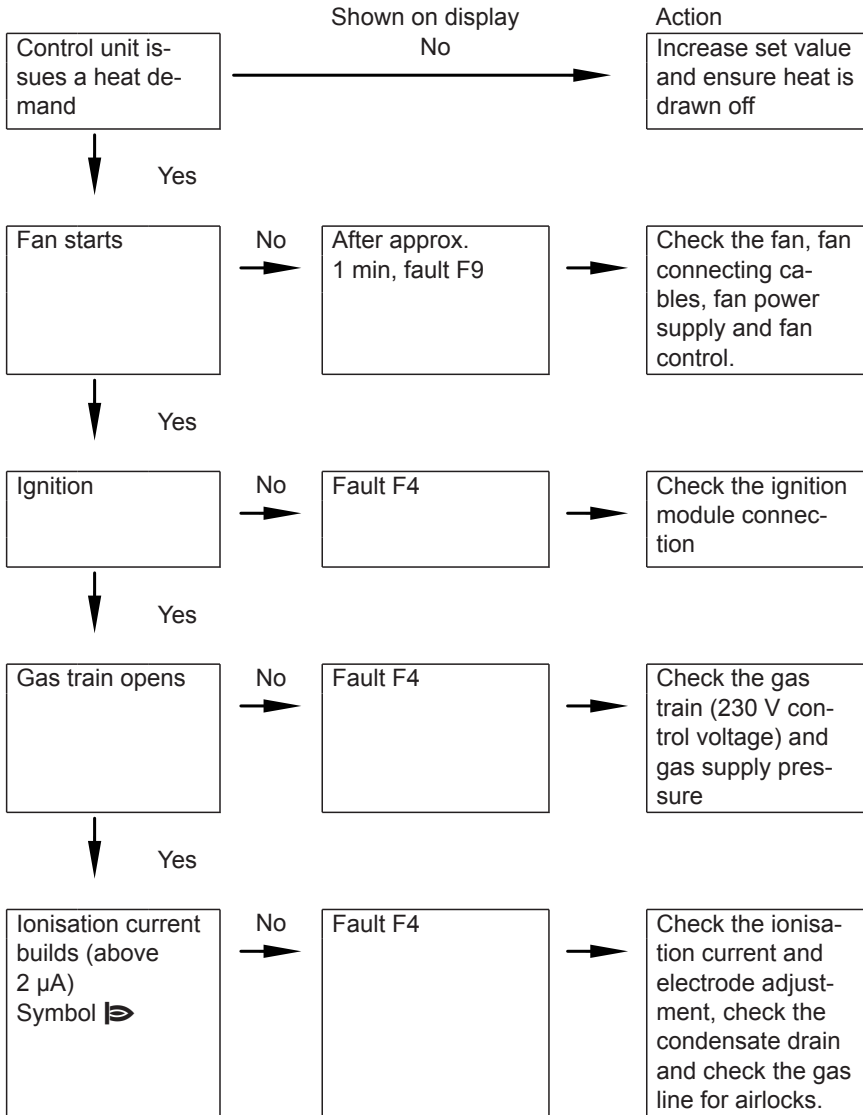 Shown on display
Action
Control unit is-
sues a heat de-
mand
No
Increase set value
and ensure heat is
drawn off
Yes
Fan starts
No
After approx.
1 min, fault F9
Check the fan, fan
connecting ca-
bles, fan power
supply and fan
control.
Yes
Ignition
No
Fault F4
Check the ignition
module connec-
tion
Yes
Gas train opens
No
Fault F4
Check the gas
train (230 V con-
trol voltage) and
gas supply pres-
sure
Yes
Ionisation current
builds (above
2 µA)
Symbol
No
Fault F4
Check the ionisa-
tion current and
electrode adjust-
ment, check the
condensate drain
and check the gas
line for airlocks.